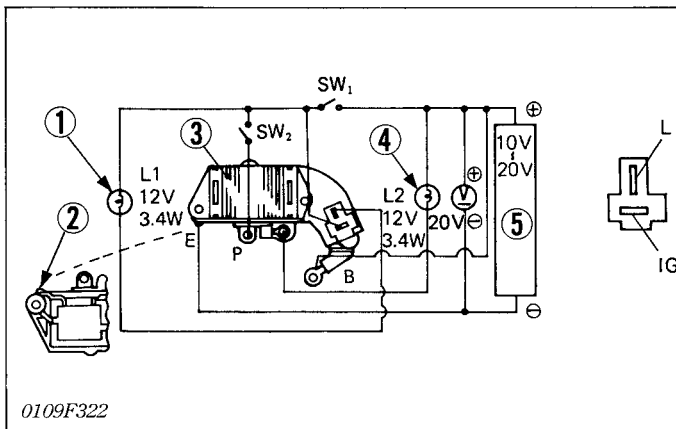 SW₁
SW₂
①
③
④
②
⑤
L1
12V
3.4W
L2
12V
3.4W
V
20V
⊕
⊖
⊕
10V
∫
20V
⊖
E
P
B
L
IG
0109F322